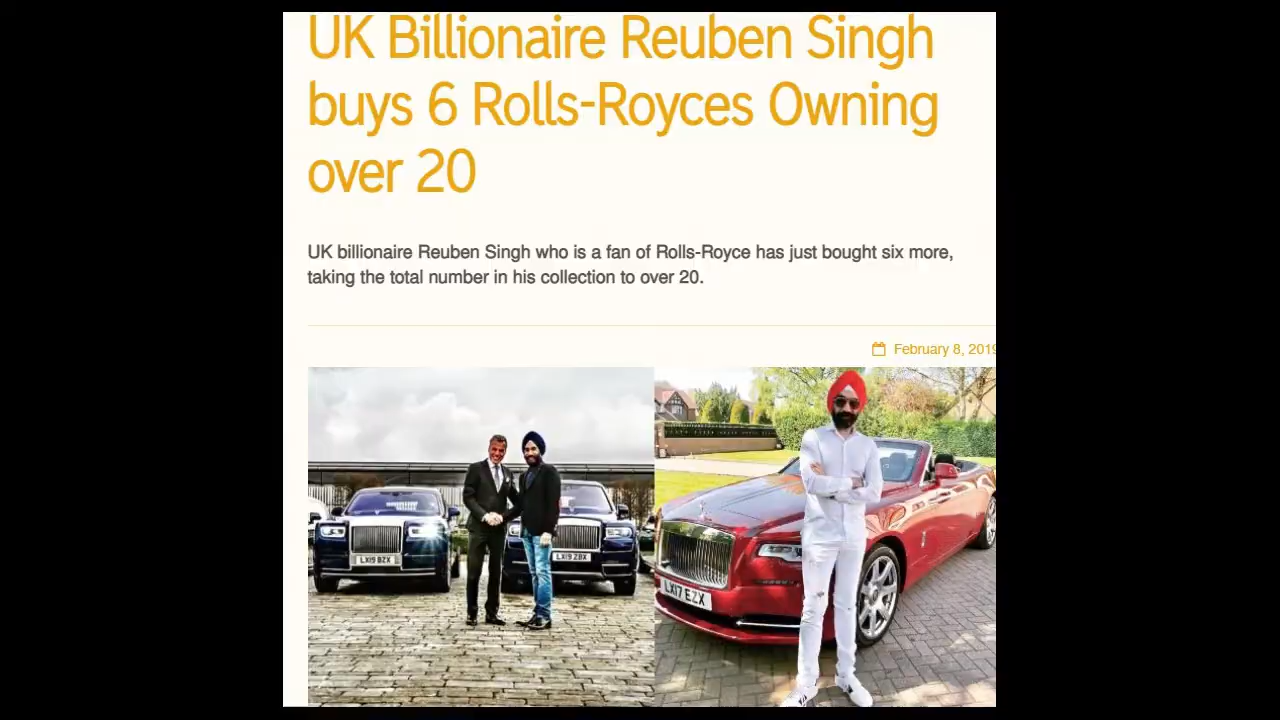 UK Billionaire Reuben Singh
buys 6 Rolls-Royces Owning
over 20
UK billionaire Reuben Singh who is a fan of Rolls-Royce has just bought six more,
taking the total number in his collection to over 20.
February 8, 2019
LX19 BZX
LX19 ZBX
LX17 EZX